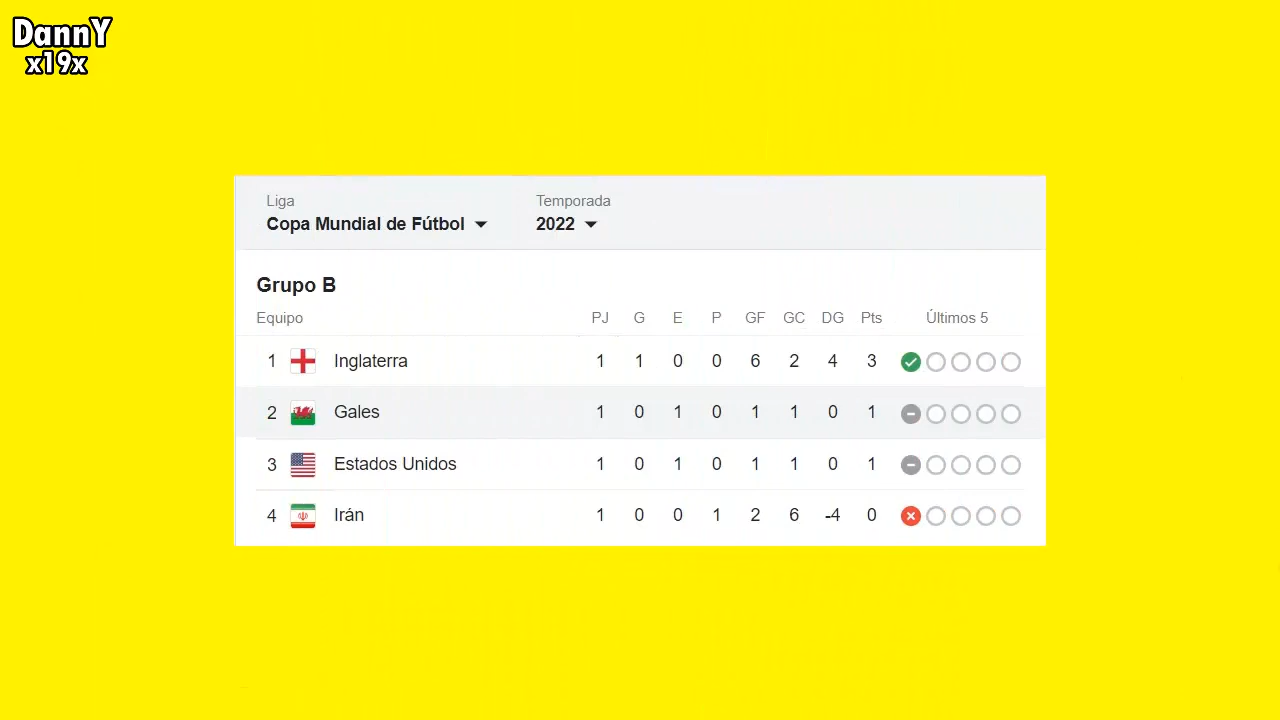 DannY
x19x
Liga Temporada
Copa Mundial de Fútbol 2022
Grupo B
Equipo PJ G E P GF GC DG Pts Últimos 5
1 Inglaterra 1 1 0 0 6 2 4 3
2 Gales 1 0 1 0 1 1 0 1
3 Estados Unidos 1 0 1 0 1 1 0 1
4 Irán 1 0 0 1 2 6 -4 0